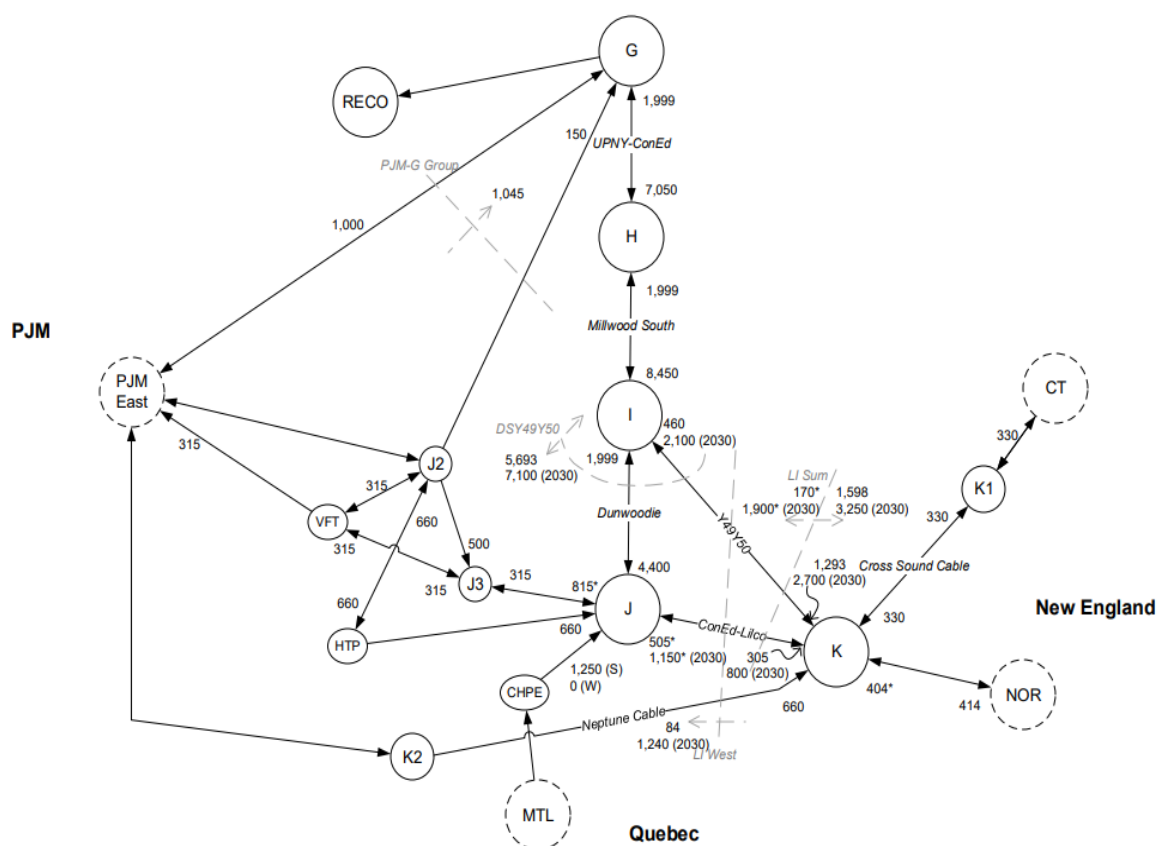 G
1,999
RECO
150
UPNY-ConEd
PJM-G Group
1,045
7,050
1,000
H
1,999
PJM
Millwood South
8,450
PJM
East
CT
I
460
DSY49Y50
2,100 (2030)
330
315
5,693
7,100 (2030)
1,999
LI Sum
170*
1,598
J2
1,900* (2030)
3,250 (2030)
K1
315
330
VFT
660
Dunwoodie
Y49Y50
500
315
1,293
2,700 (2030)
Cross Sound Cable
J3
315
815*
4,400
315
New England
660
J
ConEd-Lilco
330
HTP
660
505*
1,150* (2030)
305
800 (2030)
K
1,250 (S)
0 (W)
CHPE
404*
414
NOR
660
Neptune Cable
84
1,240 (2030)
LI West
K2
MTL
Quebec